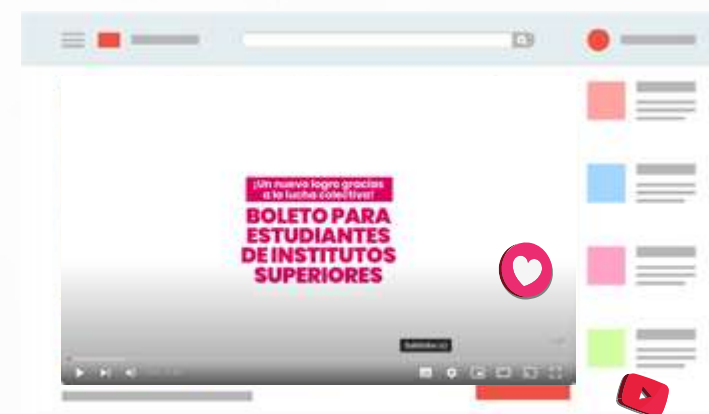 ¡Un nuevo logro gracias
a la lucha colectiva!
BOLETO PARA
ESTUDIANTES
DE INSTITUTOS
SUPERIORES